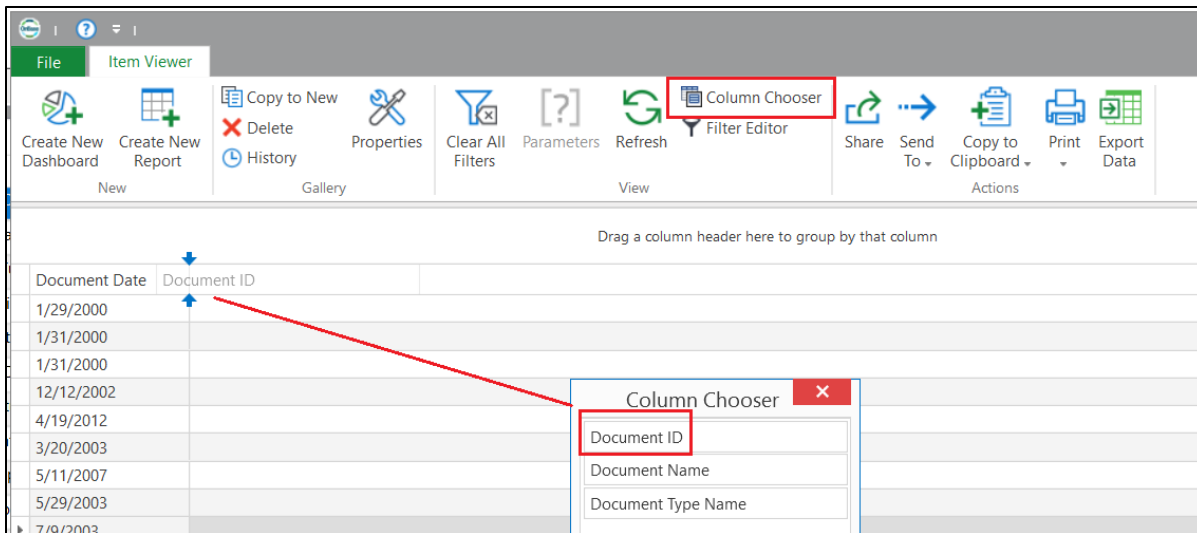 File
Item Viewer
Create New Dashboard
Create New Report
New
Copy to New
Delete
History
Properties
Gallery
Clear All Filters
[?]
Parameters
Refresh
Column Chooser
Filter Editor
View
Share
Send To
Copy to Clipboard
Print
Export Data
Actions
Drag a column header here to group by that column
Document Date
Document ID
1/29/2000
1/31/2000
1/31/2000
12/12/2002
4/19/2012
3/20/2003
5/11/2007
5/29/2003
7/9/2003
Column Chooser
Document ID
Document Name
Document Type Name